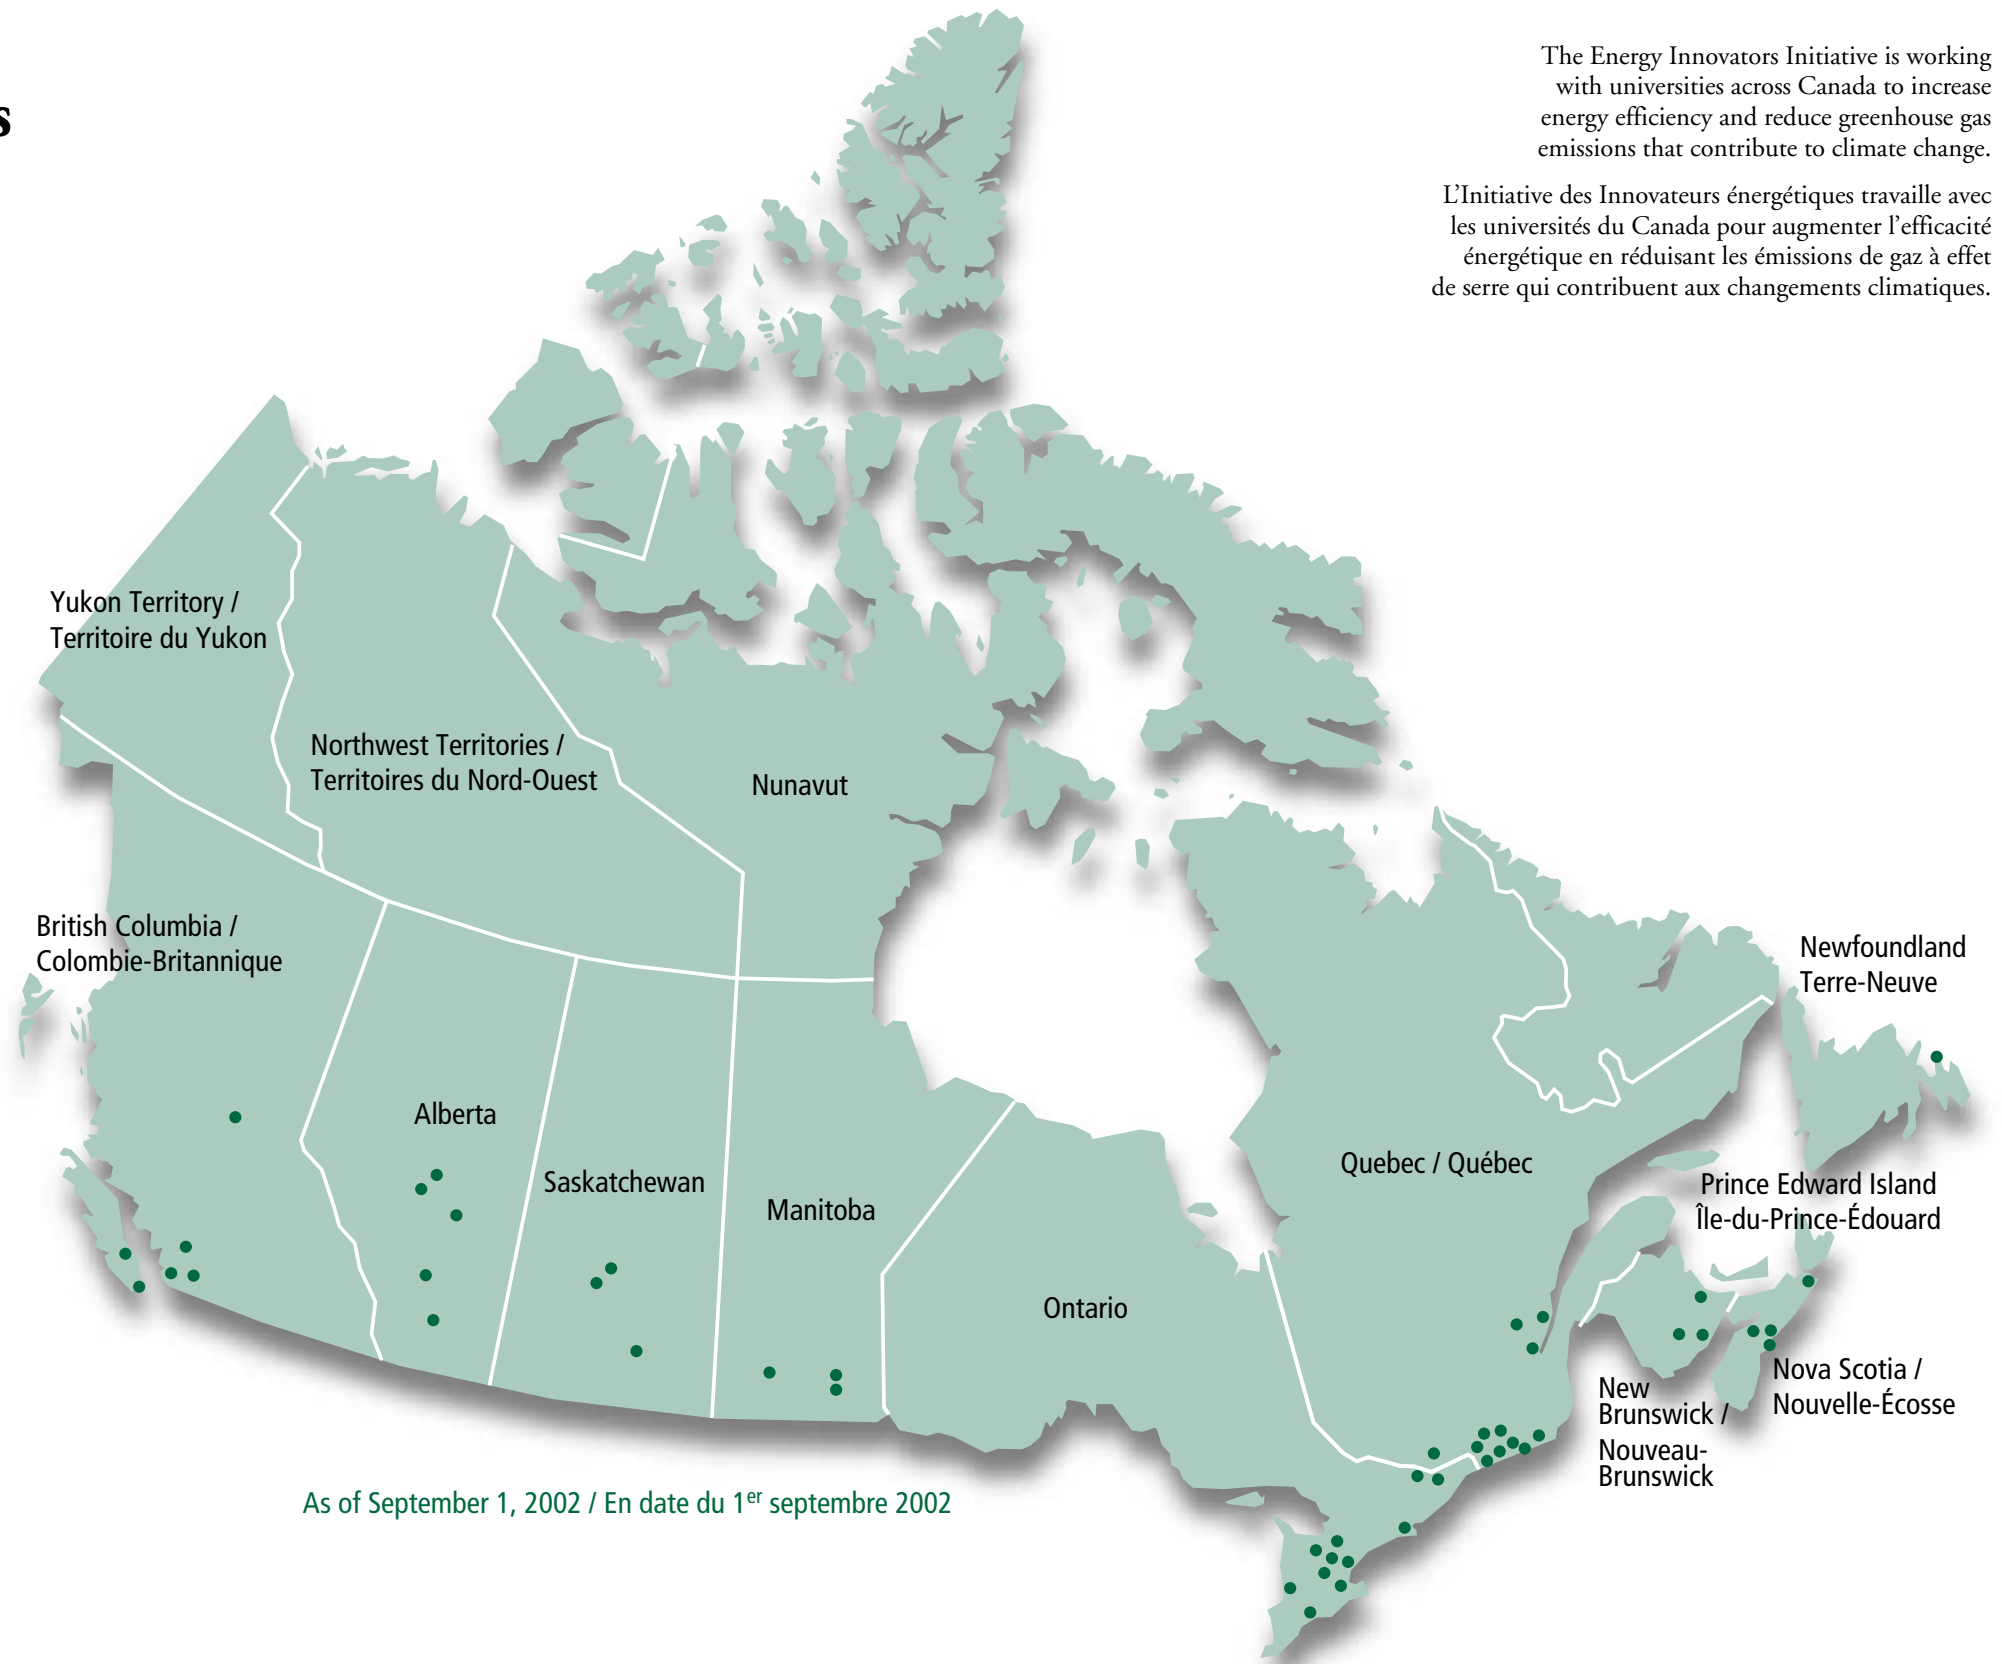 s
The Energy Innovators Initiative is working
with universities across Canada to increase
energy efficiency and reduce greenhouse gas
emissions that contribute to climate change.
L'Initiative des Innovateurs énergétiques travaille avec
les universités du Canada pour augmenter l'efficacité
énergétique en réduisant les émissions de gaz à effet
de serre qui contribuent aux changements climatiques.
Yukon Territory /
Territoire du Yukon
Northwest Territories /
Territoires du Nord-Ouest
Nunavut
British Columbia /
Colombie-Britannique
Newfoundland
Terre-Neuve
Alberta
Saskatchewan
Manitoba
Quebec / Québec
Prince Edward Island
Île-du-Prince-Édouard
Ontario
Nova Scotia /
Nouvelle-Écosse
New
Brunswick /
Nouveau-
Brunswick
As of September 1, 2002 / En date du 1er septembre 2002